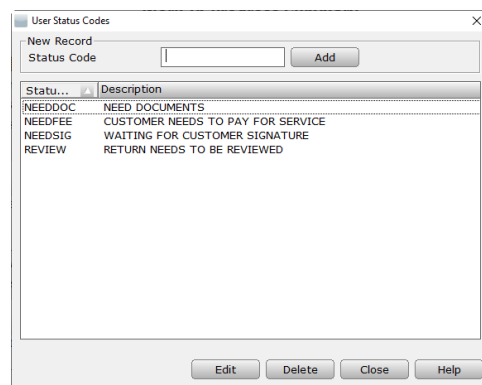 User Status Codes
New Record
Status Code
Add
Statu... Description
NEEDDOC NEED DOCUMENTS
NEEDFEE CUSTOMER NEEDS TO PAY FOR SERVICE
NEEDSIG WAITING FOR CUSTOMER SIGNATURE
REVIEW RETURN NEEDS TO BE REVIEWED
Edit Delete Close Help